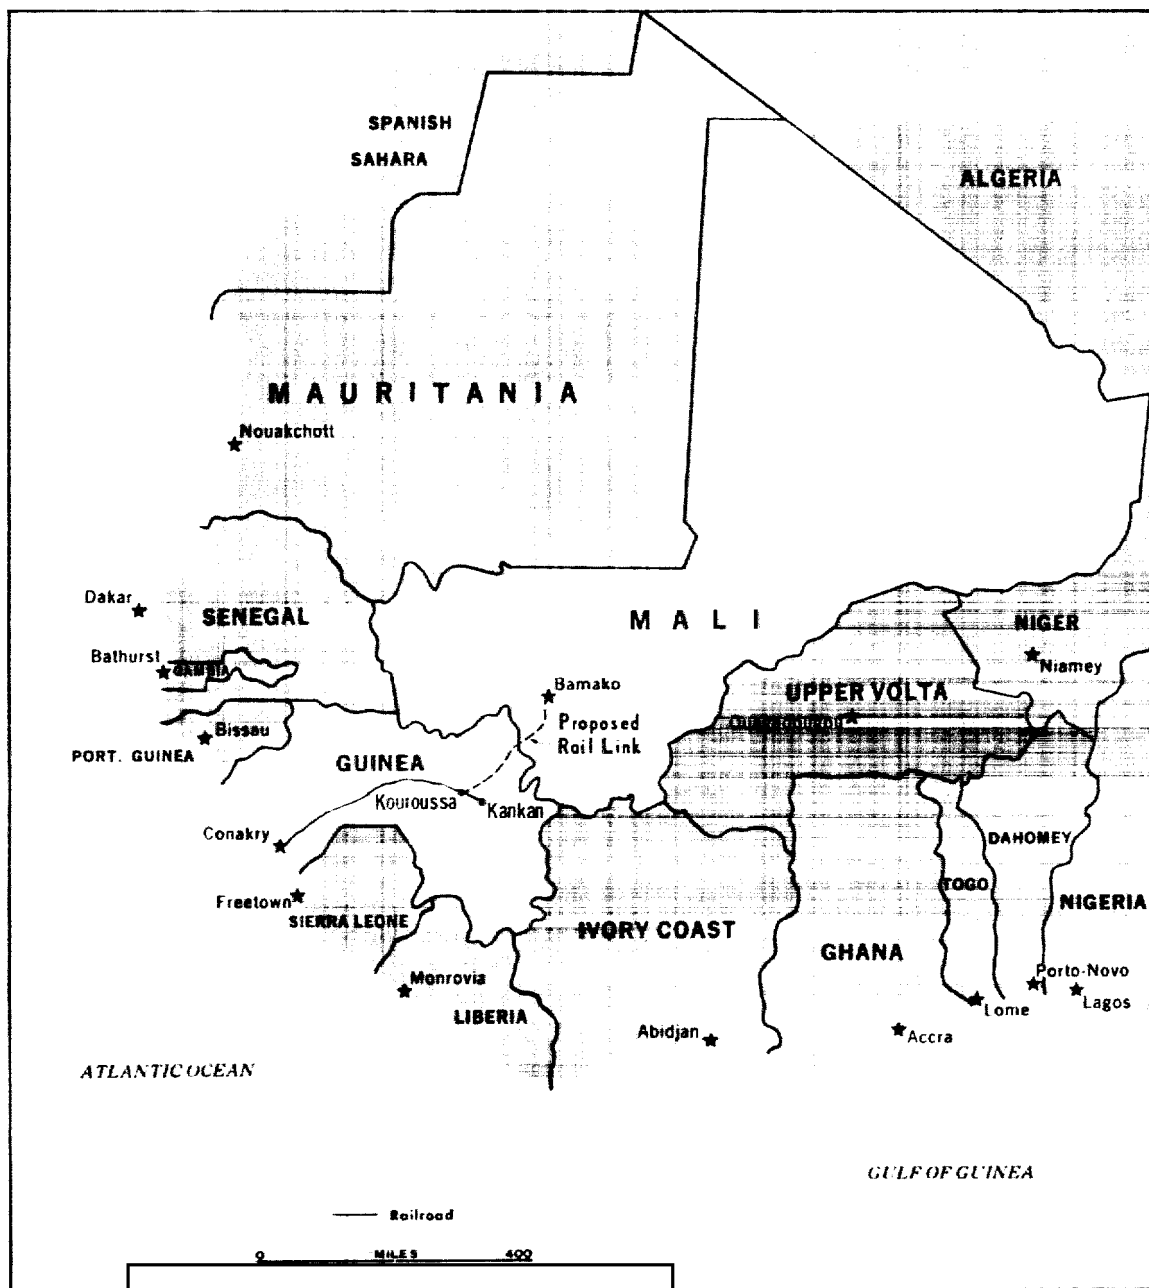 SPANISH
SAHARA
ALGERIA
MAURITANIA
Nouakchott
Dakar
SENEGAL
MALI
NIGER
Bathurst
GAMBIA
Niamey
Bamako
UPPER VOLTA
Ouagadougou
Proposed
Rail Link
Bissau
PORT. GUINEA
GUINEA
Kouroussa
Kankan
Conakry
DAHOMEY
TOGO
NIGERIA
Freetown
SIERRA LEONE
IVORY COAST
GHANA
Monrovia
Porto-Novo
Lagos
Lome
LIBERIA
Abidjan
Accra
ATLANTIC OCEAN
GULF OF GUINEA
Railroad
0 MILES 400